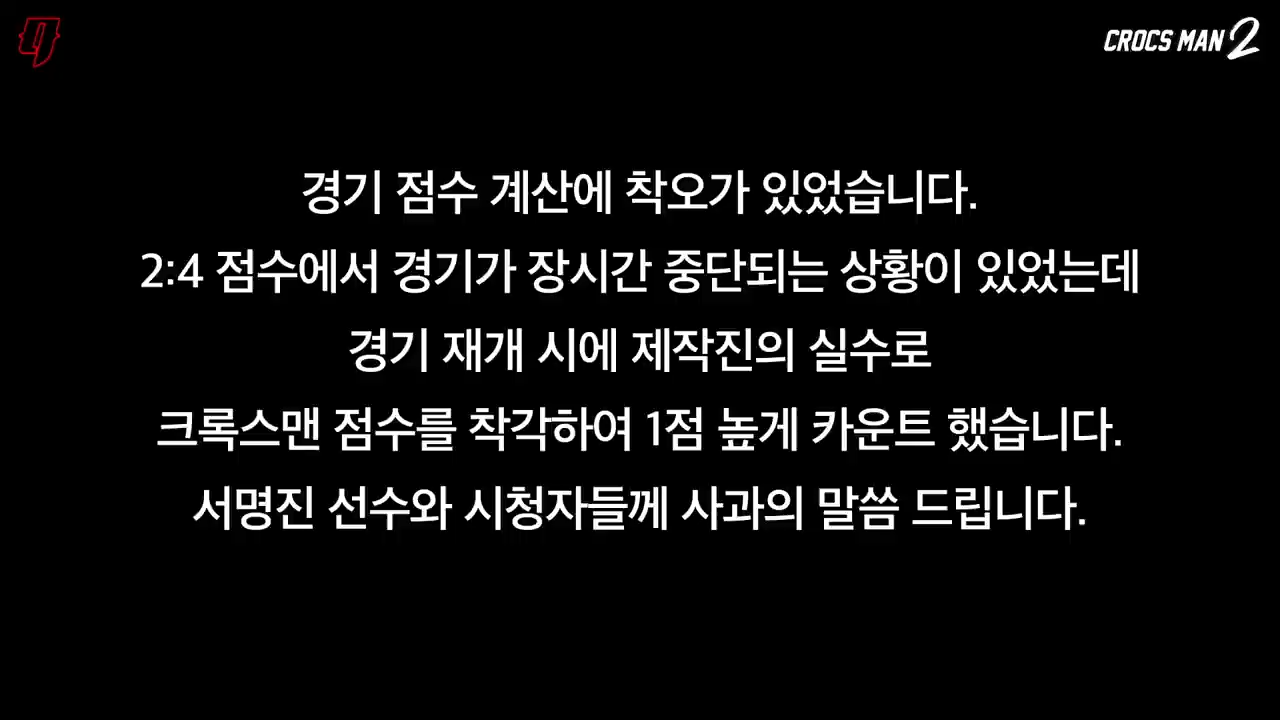 CROCS MAN 2
경기 점수 계산에 착오가 있었습니다.
2:4 점수에서 경기가 장시간 중단되는 상황이 있었는데
경기 재개 시에 제작진의 실수로
크록스맨 점수를 착각하여 1점 높게 카운트 했습니다.
서명진 선수와 시청자들께 사과의 말씀 드립니다.